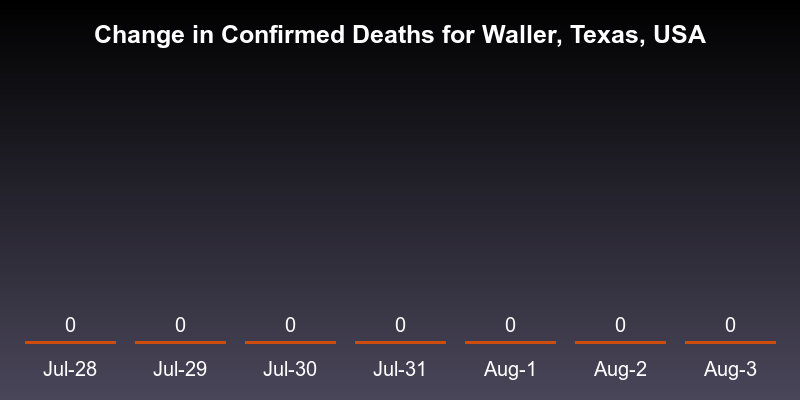 Change in Confirmed Deaths for Waller, Texas, USA
0 0 0 0 0 0 0
Jul-28 Jul-29 Jul-30 Jul-31 Aug-1 Aug-2 Aug-3